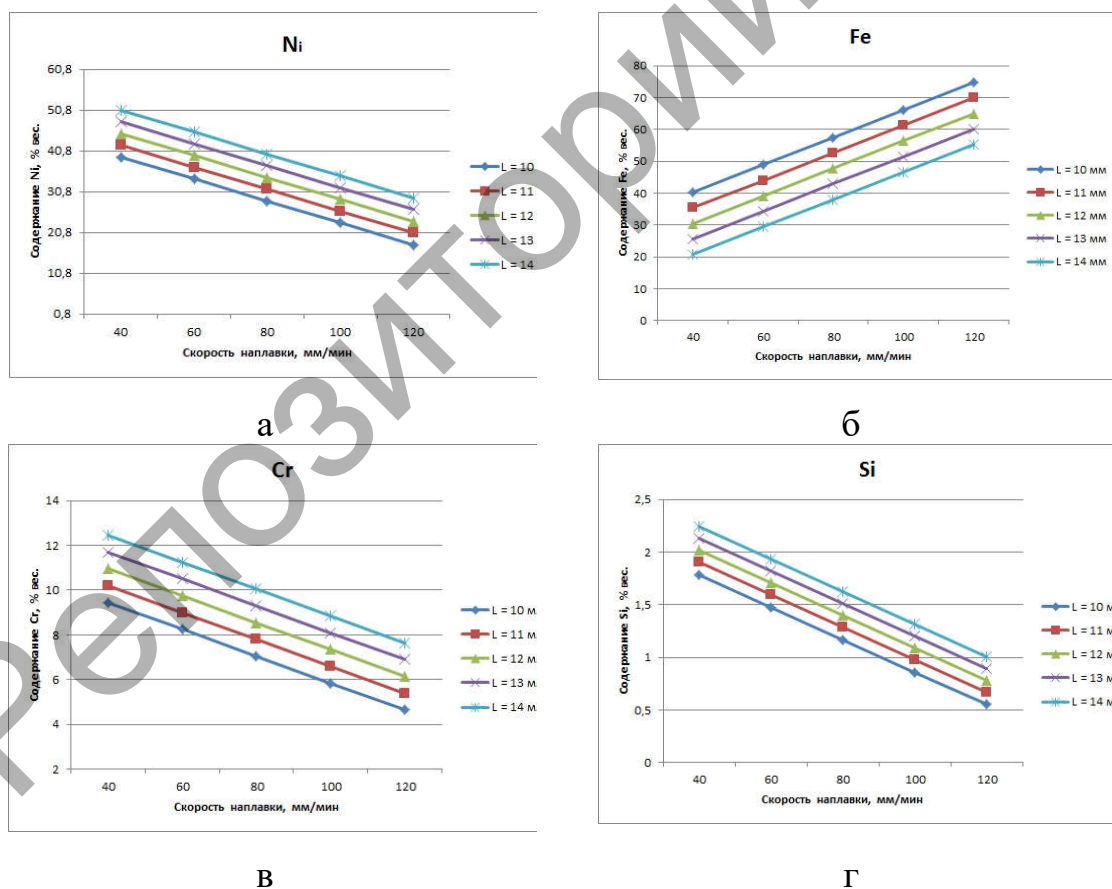 Ni
60,8
50,8
40,8
30,8
20,8
10,8
0,8
Содержание Ni, % вес.
40 60 80 100 120
Скорость наплавки, мм/мин
L = 10
L = 11
L = 12
L = 13
L = 14
а
Fe
80
70
60
50
40
30
20
10
0
Содержание Fe, % вес.
40 60 80 100 120
Скорость наплавки, мм/мин
L = 10 мм
L = 11 мм
L = 12 мм
L = 13 мм
L = 14 мм
б
Cr
14
12
10
8
6
4
2
Содержание Cr, % вес.
40 60 80 100 120
Скорость наплавки, мм/мин
L = 10 м
L = 11 м
L = 12 м
L = 13 м
L = 14 м
в
Si
2,5
2
1,5
1
0,5
0
Содержание Si, % вес.
40 60 80 100 120
Скорость наплавки, мм/мин
L = 10 м
L = 11 м
L = 12 м
L = 13 м
L = 14 м
г
Репозитори